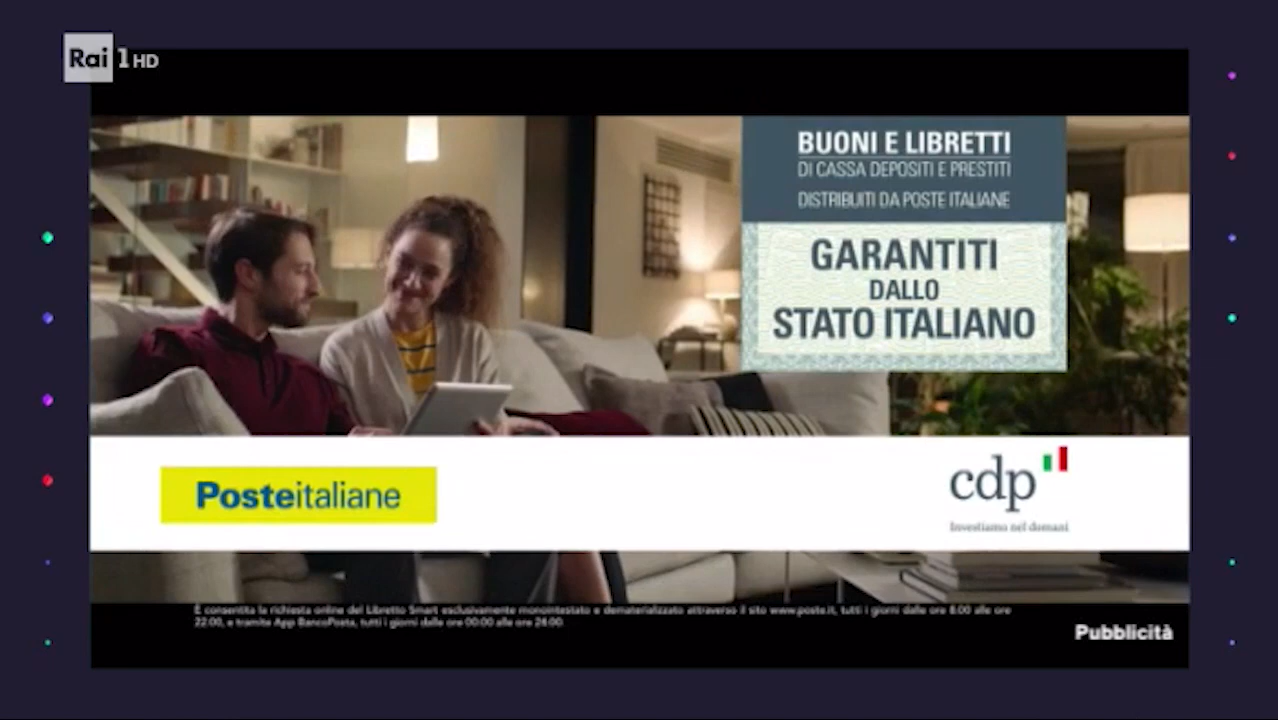 Rai 1 HD
BUONI E LIBRETTI
DI CASSA DEPOSITI E PRESTITI
DISTRIBUITI DA POSTE ITALIANE
GARANTITI
DALLO
STATO ITALIANO
Posteitaliane
cdp
Investiamo nel domani
È consentita la richiesta online del Libretto Smart esclusivamente monointestato e dematerializzato attraverso il sito www.poste.it, tutti i giorni dalle ore 6.00 alle ore
22.00, e tramite App BancoPosta, tutti i giorni dalle ore 00:00 alle ore
Pubblicità